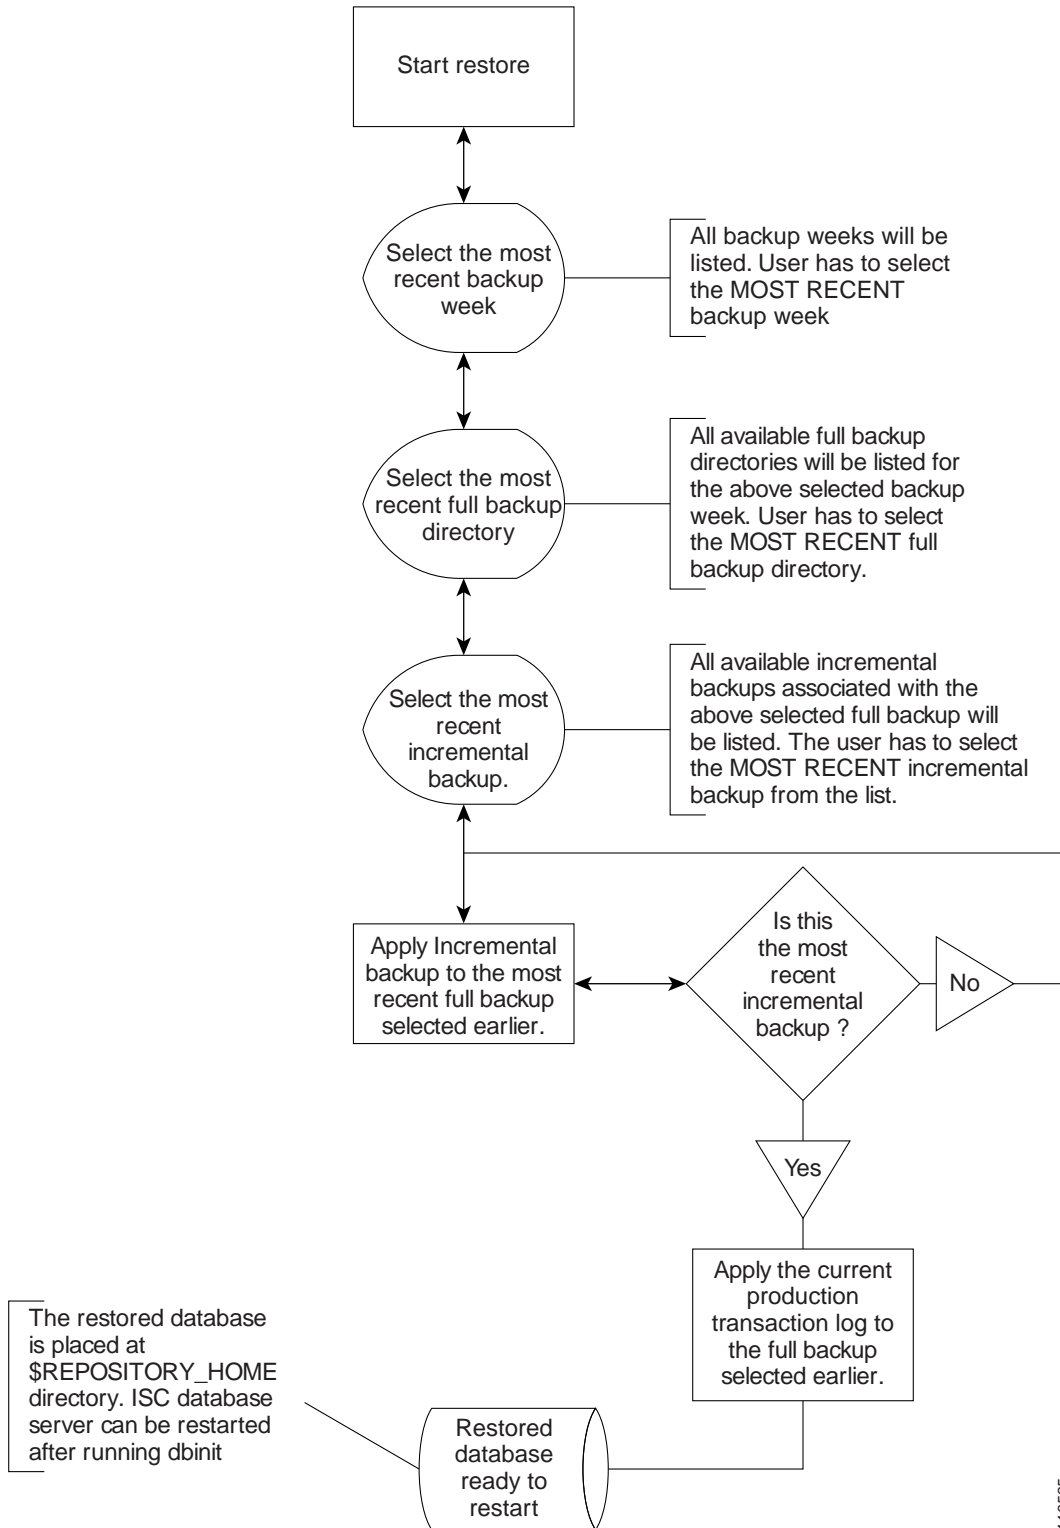 Start restore
Select the most
recent backup
week
All backup weeks will be
listed. User has to select
the MOST RECENT
backup week
Select the most
recent full backup
directory
All available full backup
directories will be listed for
the above selected backup
week. User has to select
the MOST RECENT full
backup directory.
Select the most
recent
incremental
backup.
All available incremental
backups associated with the
above selected full backup will
be listed. The user has to select
the MOST RECENT incremental
backup from the list.
Apply Incremental
backup to the most
recent full backup
selected earlier.
Is this
the most
recent
incremental
backup ?
No
Yes
Apply the current
production
transaction log to
the full backup
selected earlier.
The restored database
is placed at
$REPOSITORY_HOME
directory. ISC database
server can be restarted
after running dbinit
Restored
database
ready to
restart